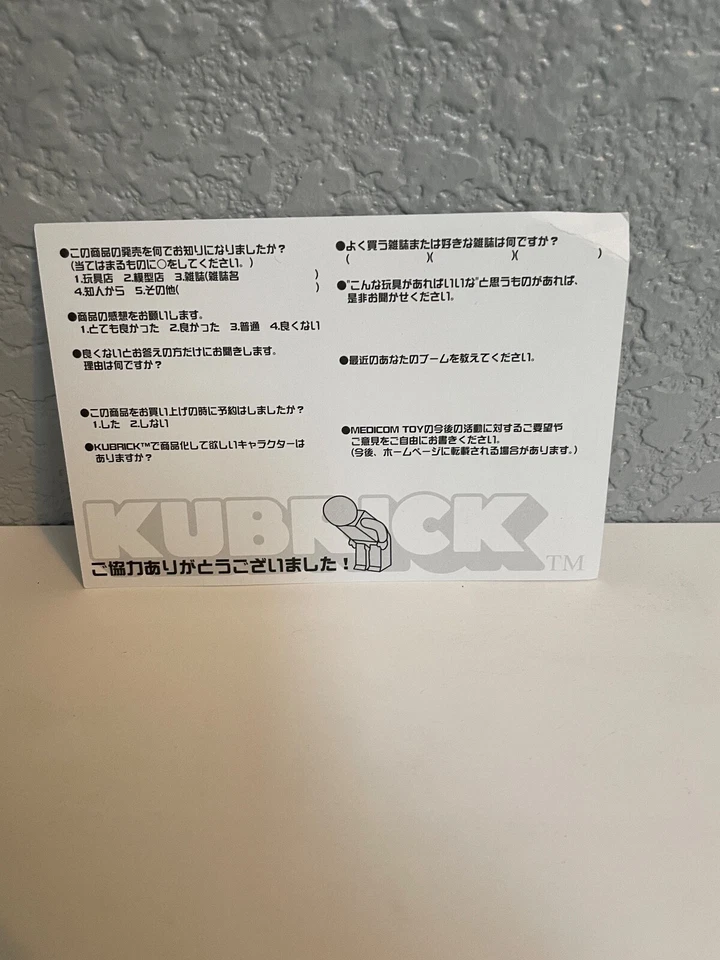 ●この商品の発売を何でお知りになりましたか？
(当てはまるものに○をしてください。)
1.玩具店 2.模型店 3.雑誌(雑誌名 )
4.知人から 5.その他( )
●商品の感想をお願いします。
1.とても良かった 2.良かった 3.普通 4.良くない
●良くないとお答えの方だけにお聞きします。
理由は何ですか？
●この商品をお買い上げの時に予約はしましたか？
1.した 2.しない
●KUBRICK™で商品化して欲しいキャラクターは
ありますか？
●よく買う雑誌または好きな雑誌は何ですか？
( )( )( )
●"こんな玩具があればいいな"と思うものがあれば、
是非お聞かせください。
●最近のあなたのブームを教えてください。
●MEDICOM TOYの今後の活動に対するご要望や
ご意見をご自由にお書きください。
(今後、ホームページに転載される場合があります。)
KUBRICK TM
ご協力ありがとうございました！